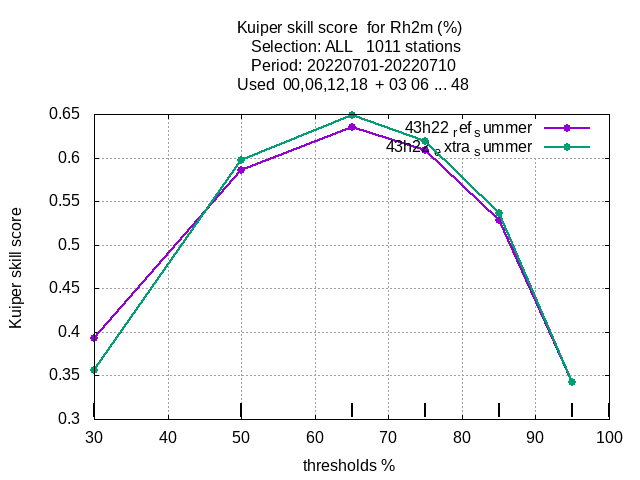 Kuiper skill score for Rh2m (%)
Selection: ALL 1011 stations
Period: 20220701-20220710
Used 00,06,12,18 + 03 06 ... 48
43h22 ref summer
extra summer
0.65
0.6
0.55
0.5
0.45
0.4
0.35
0.3
Kuiper skill score
30 40 50 60 70 80 90 100
thresholds %